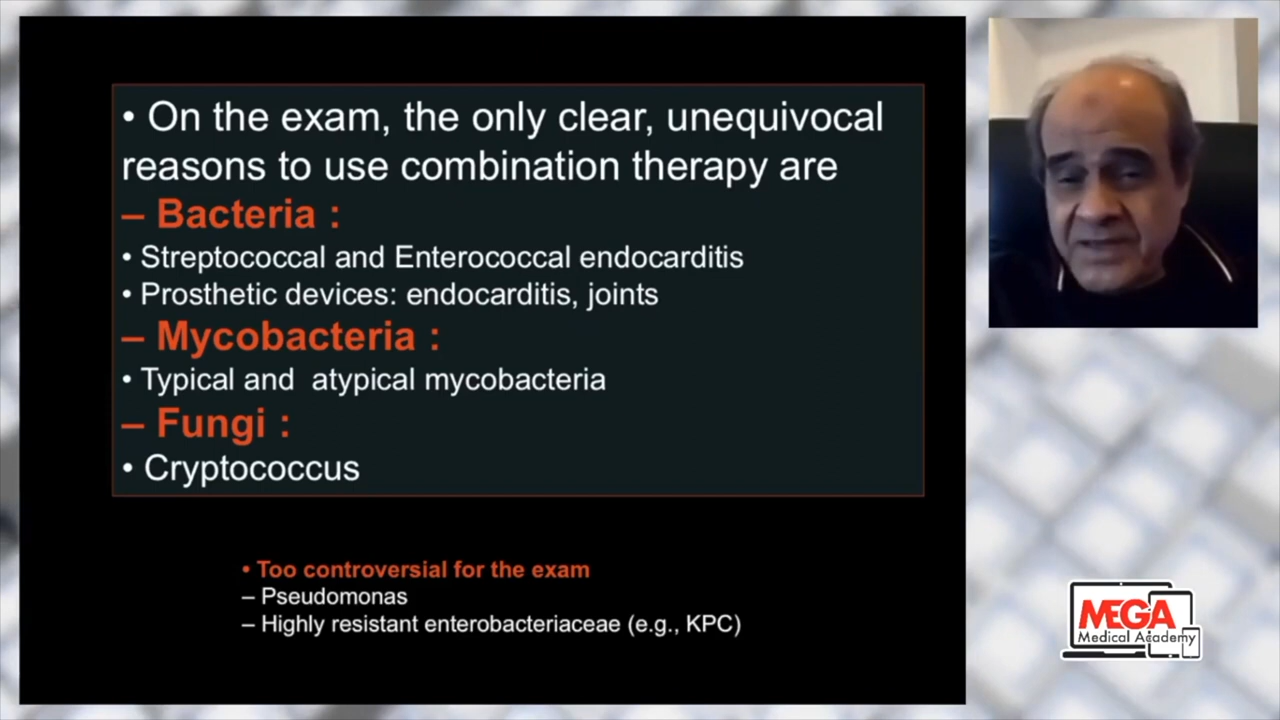 • On the exam, the only clear, unequivocal
reasons to use combination therapy are
– Bacteria :
• Streptococcal and Enterococcal endocarditis
• Prosthetic devices: endocarditis, joints
– Mycobacteria :
• Typical and  atypical mycobacteria
– Fungi :
• Cryptococcus
• Too controversial for the exam
– Pseudomonas
– Highly resistant enterobacteriaceae (e.g., KPC)
MEGA
Medical Academy